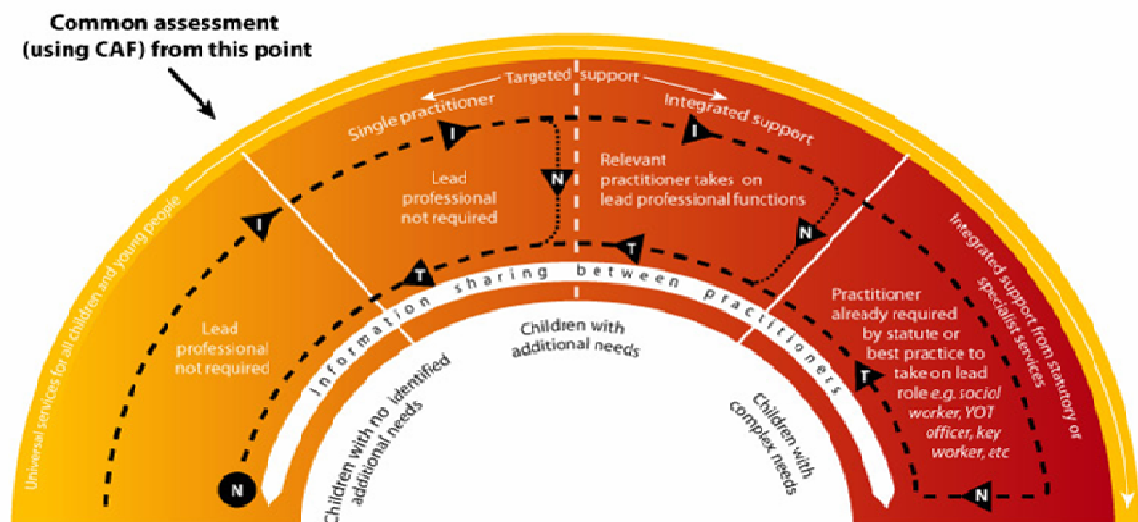 Common assessment
(using CAF) from this point
Targeted support
Single practitioner
Integrated support
Universal services for all children and young people
Integrated support from statutory or
specialist services
I
I
I
N
N
T
T
T
N
N
Lead
professional
not required
Lead
professional
not required
Relevant
practitioner takes on
lead professional functions
Practitioner
already required
by statute or
best practice to
take on lead
role e.g. social
worker, YOT
officer, key
worker, etc
Information sharing between practitioners
Children with no identified
additional needs
Children with
additional needs
Children with
complex needs